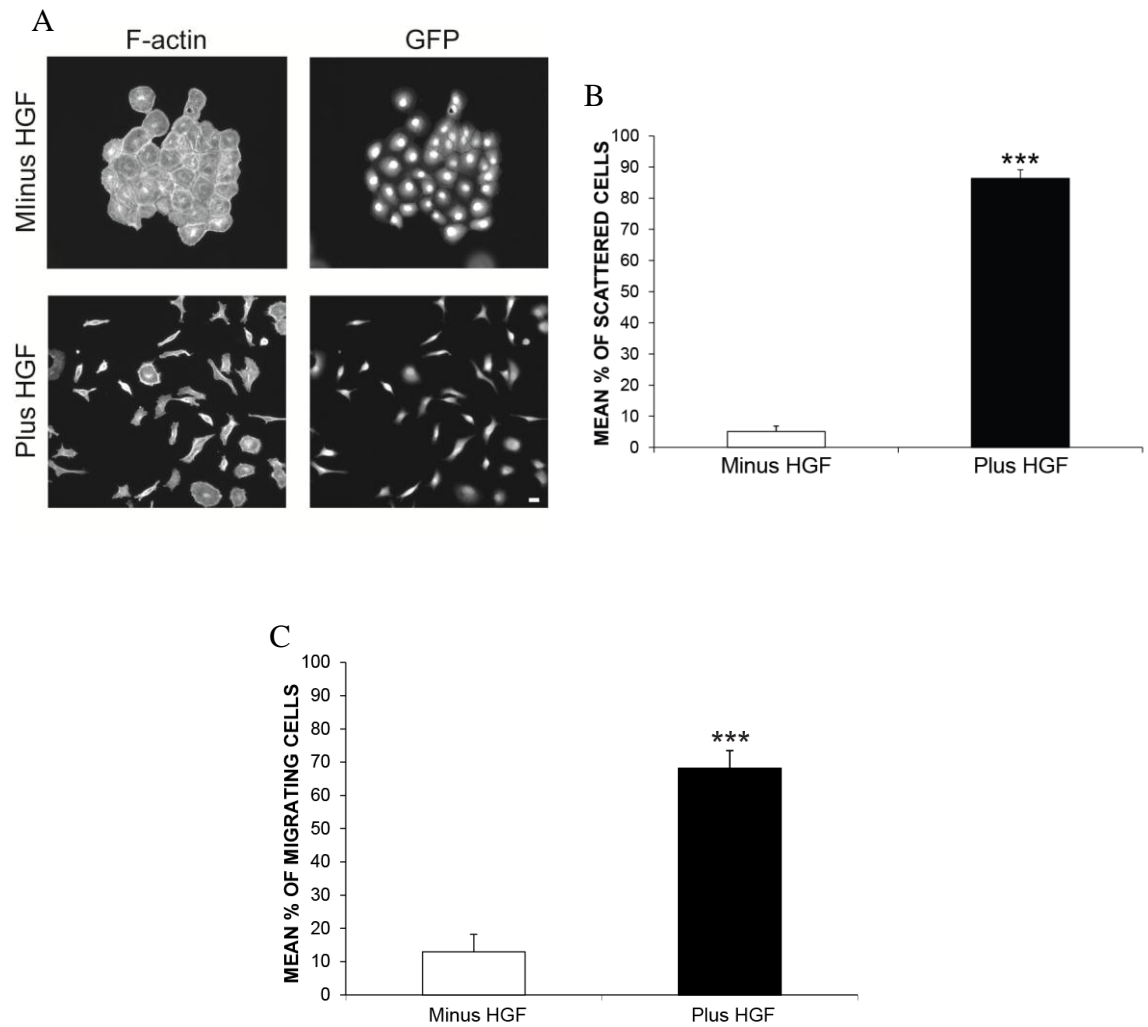 A
F-actin
GFP
MIinus HGF
Plus HGF
B
MEAN % OF SCATTERED CELLS
100
90
80
70
60
50
40
30
20
10
0
***
Minus HGF
Plus HGF
C
MEAN % OF MIGRATING CELLS
100
90
80
70
60
50
40
30
20
10
0
***
Minus HGF
Plus HGF